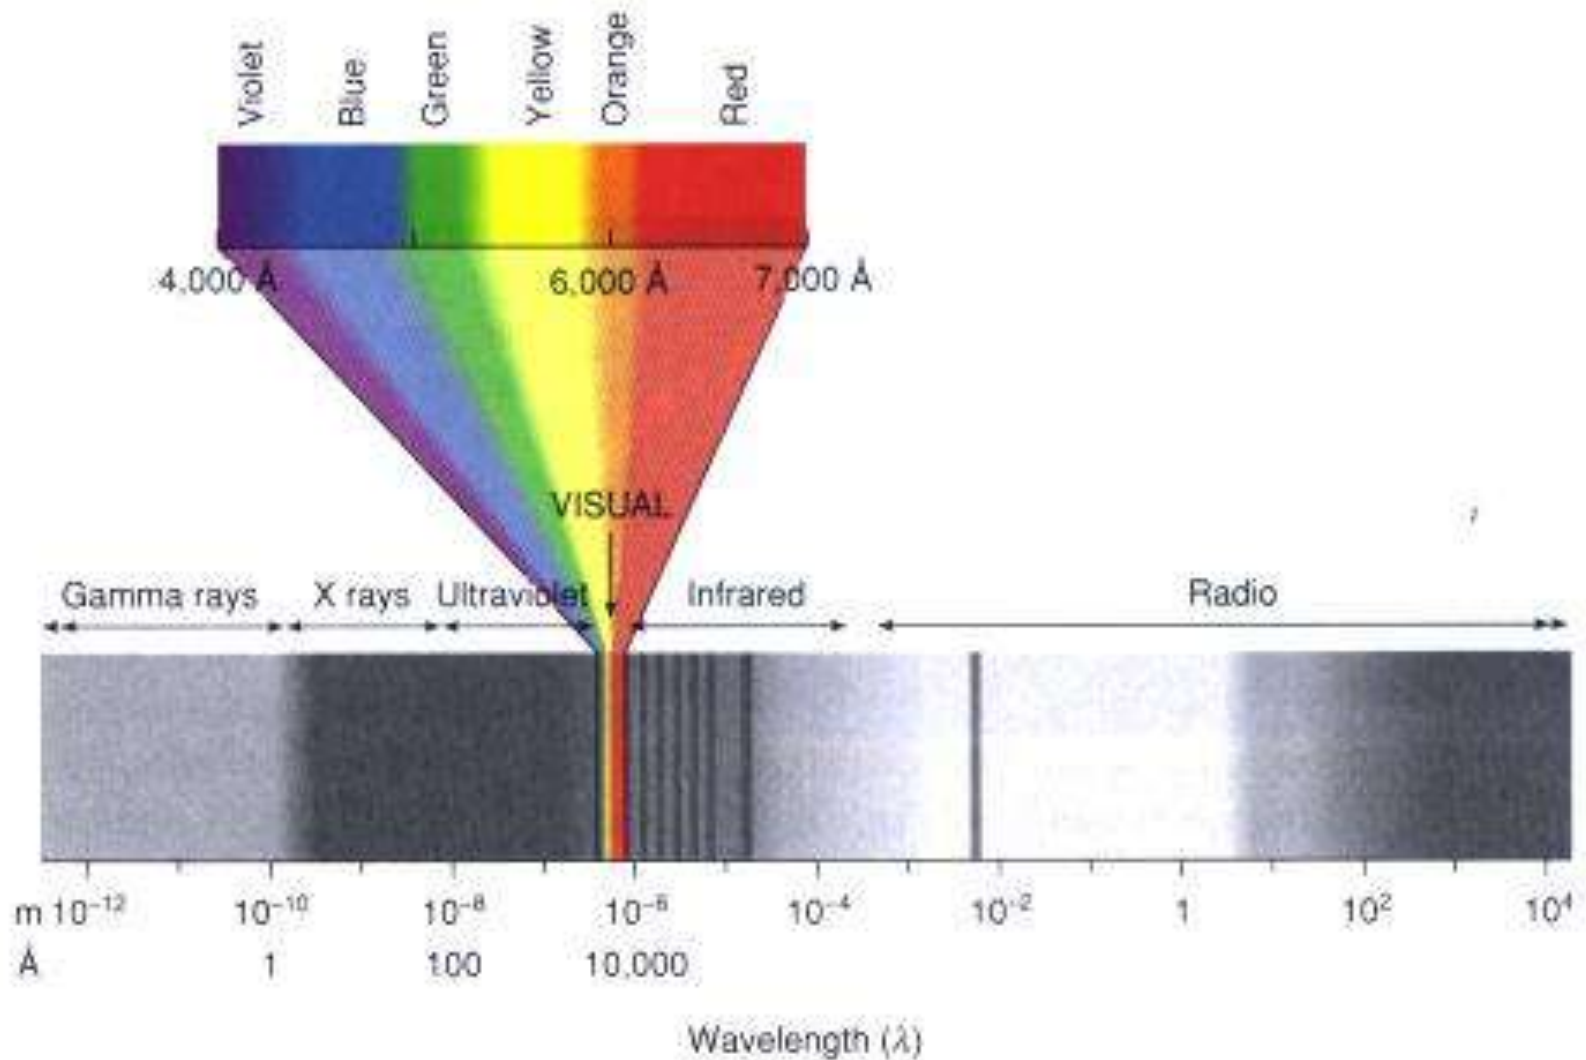 Violet Blue Green Yellow Orange Red
4,000 Å 6,000 Å 7,000 Å
VISUAL
Gamma rays X rays Ultraviolet Infrared Radio
m 10⁻¹² 10⁻¹⁰ 10⁻⁸ 10⁻⁶ 10⁻⁴ 10⁻² 1 10² 10⁴
Å 1 100 10,000
Wavelength (λ)